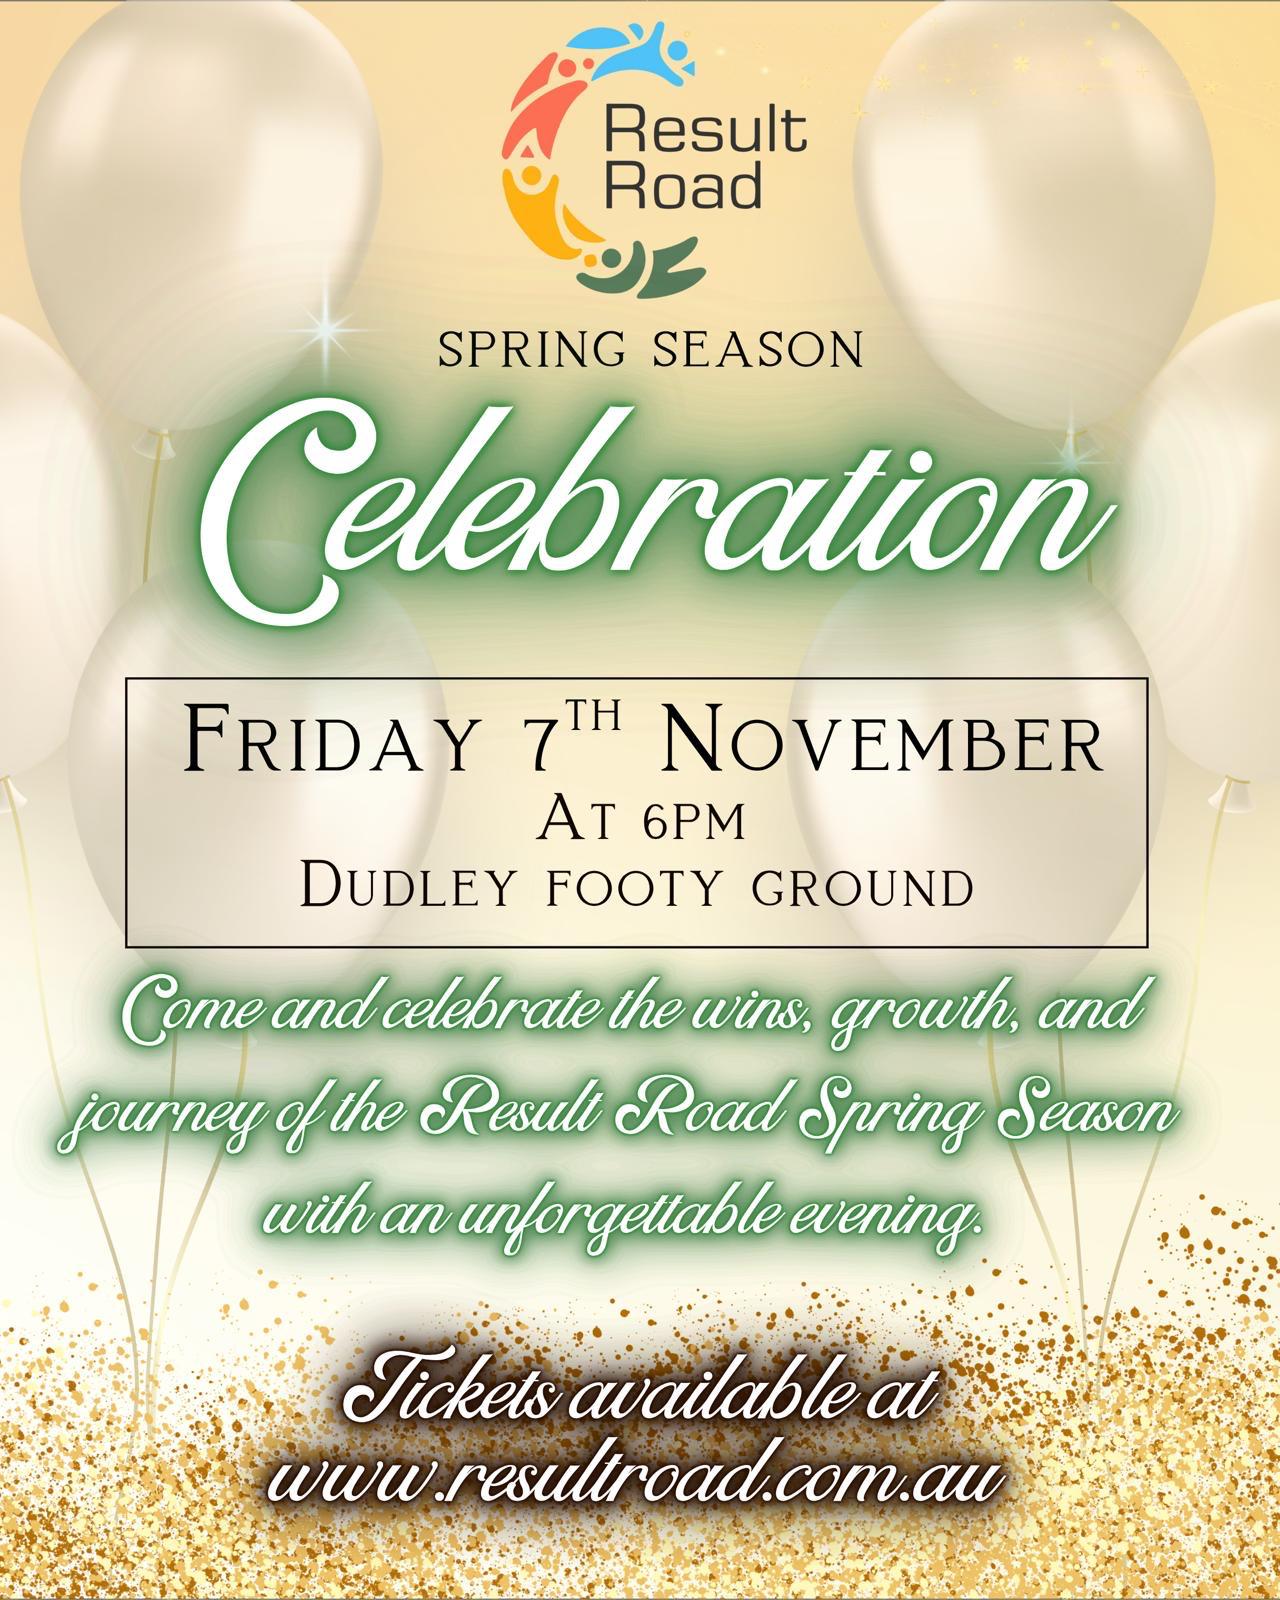 Result
Road
SPRING SEASON
Celebration
FRIDAY 7TH NOVEMBER
AT 6PM
DUDLEY FOOTY GROUND
Come and celebrate the wins, growth, and
journey of the Result Road Spring Season
with an unforgettable evening.
Tickets available at
www.resultroad.com.au